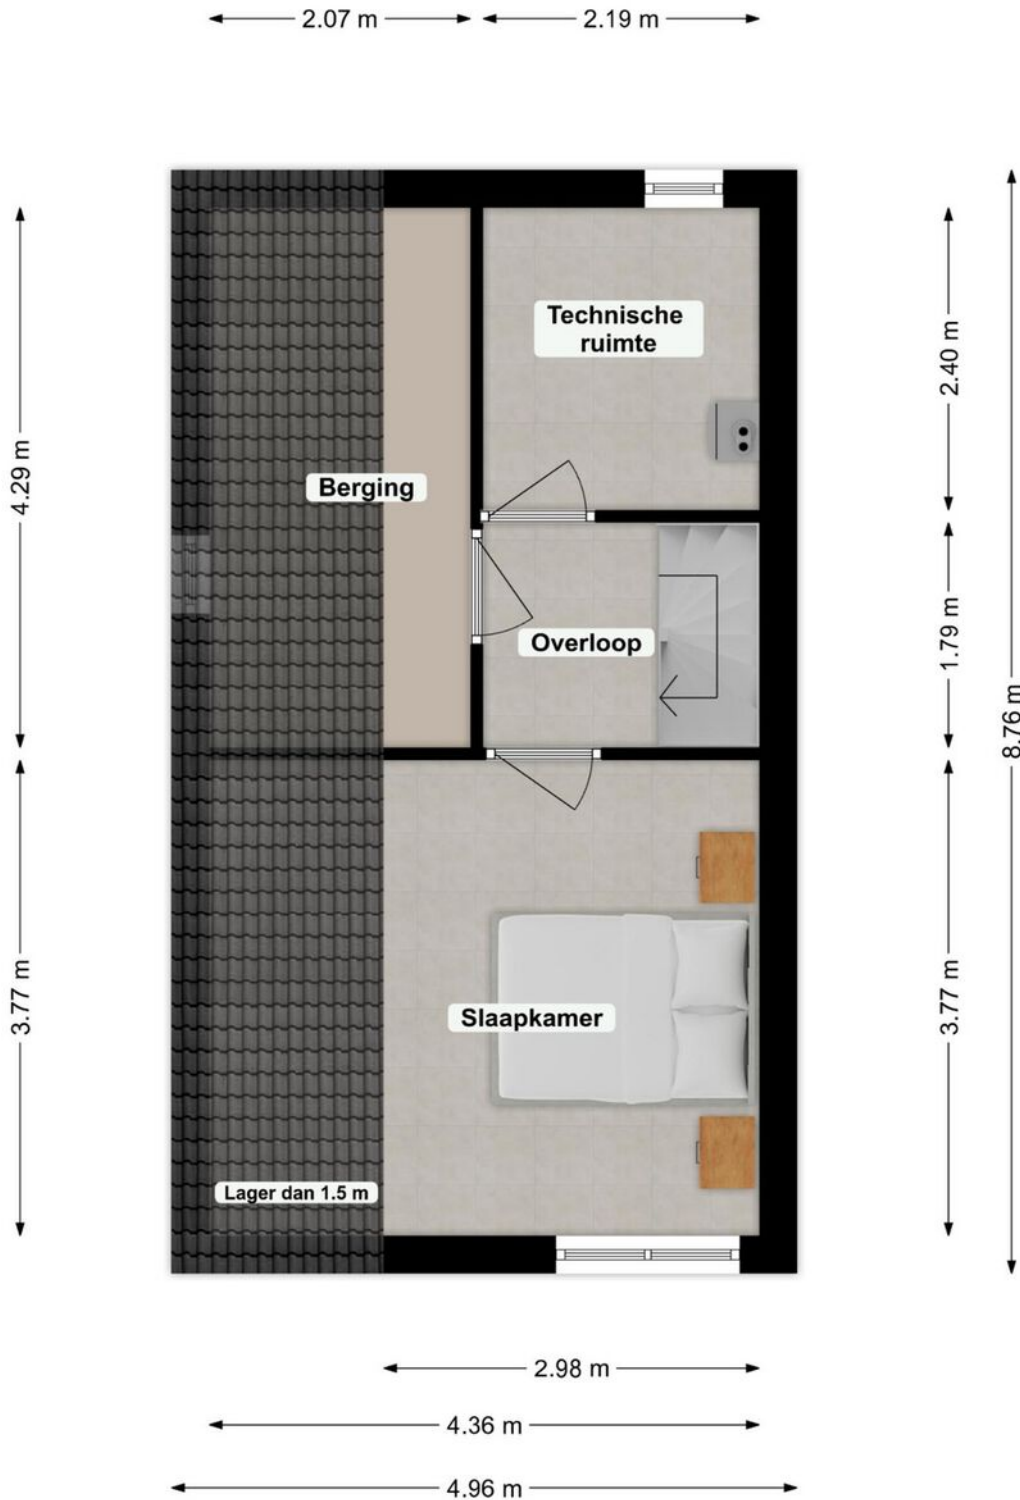 2.07 m
2.19 m
Technische
ruimte
2.40 m
4.29 m
Berging
1.79 m
Overloop
8.76 m
3.77 m
3.77 m
Slaapkamer
Lager dan 1.5 m
2.98 m
4.36 m
4.96 m